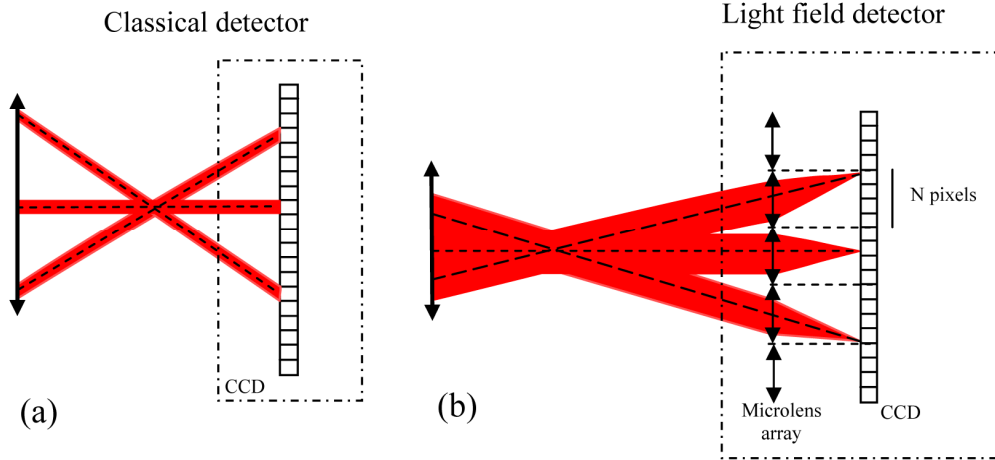 Classical detector
CCD
(a)
Light field detector
N pixels
Microlens
array
CCD
(b)